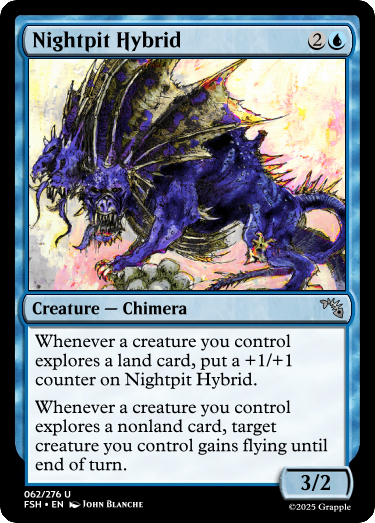 Nightpit Hybrid 2
Creature — Chimera
Whenever a creature you control
explores a land card, put a +1/+1
counter on Nightpit Hybrid.
Whenever a creature you control
explores a nonland card, target
creature you control gains flying until
end of turn.
3/2
062/276 U
FSH • EN John Blanche
©2025 Grapple